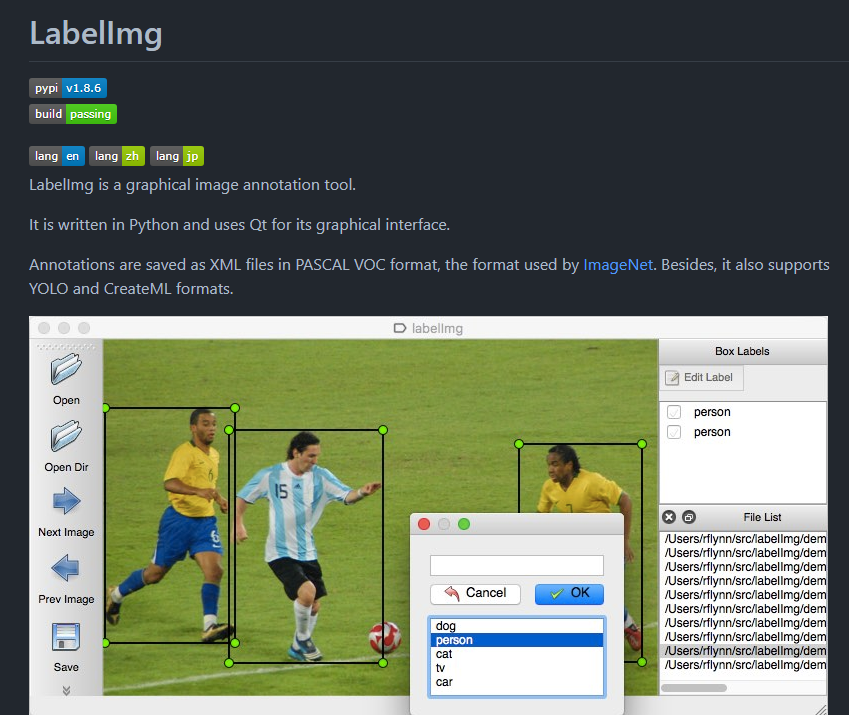 LabelImg
pypi v1.8.6
build passing
lang en lang zh lang jp
LabelImg is a graphical image annotation tool.
It is written in Python and uses Qt for its graphical interface.
Annotations are saved as XML files in PASCAL VOC format, the format used by ImageNet. Besides, it also supports
YOLO and CreateML formats.
labelImg
Open
Open Dir
Next Image
Prev Image
Save
15
6
Box Labels
Edit Label
person
person
File List
/Users/rflynn/src/labelImg/dem
/Users/rflynn/src/labelImg/dem
/Users/rflynn/src/labelImg/dem
/Users/rflynn/src/labelImg/dem
/Users/rflynn/src/labelImg/dem
/Users/rflynn/src/labelImg/dem
/Users/rflynn/src/labelImg/dem
/Users/rflynn/src/labelImg/dem
/Users/rflynn/src/labelImg/dem
/Users/rflynn/src/labelImg/dem
Cancel
OK
dog
person
cat
tv
car